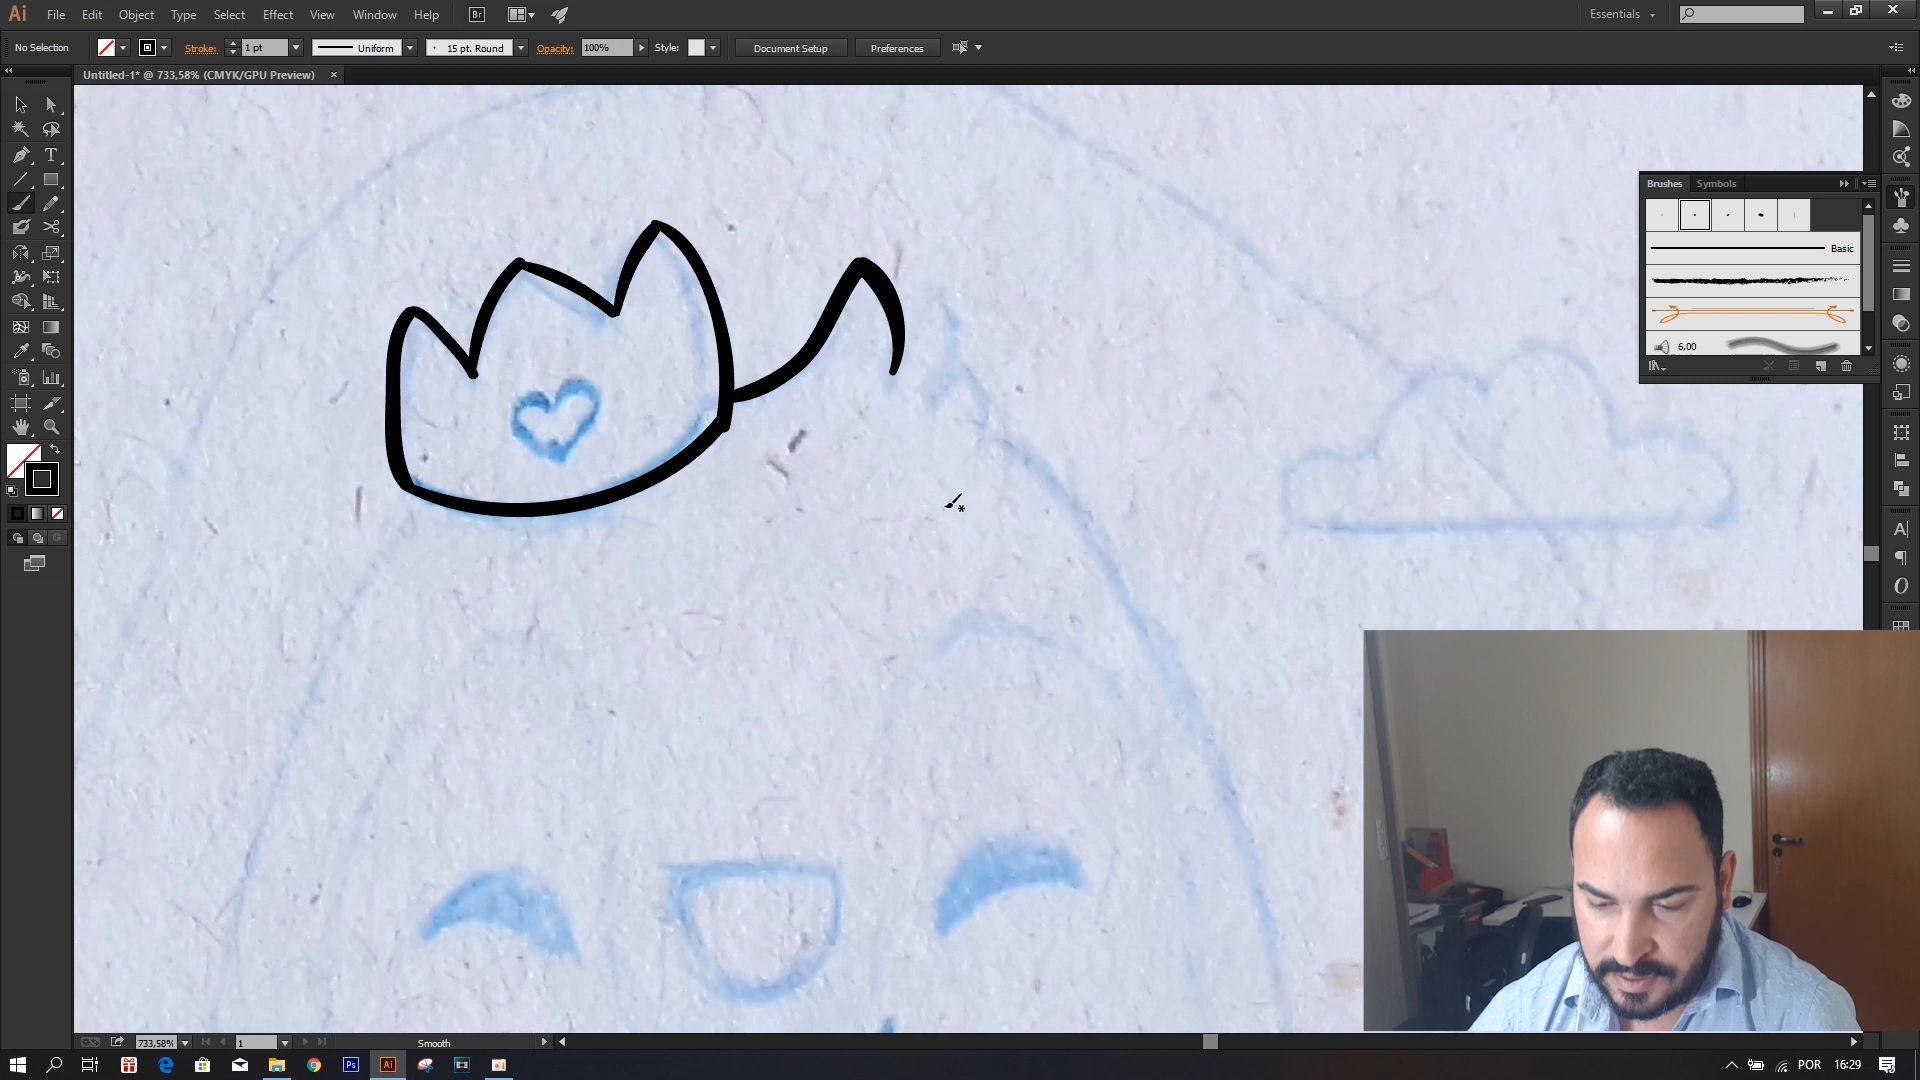 Ai File Edit Object Type Select Effect View Window Help Br Essentials
No Selection Stroke: 1 pt Uniform 15 pt. Round Opacity: 100% Style: Document Setup Preferences
Untitled-1* @ 733,58% (CMYK/GPU Preview) ×
Brushes Symbols
Basic
6,00
733,58% 1 Smooth
Ps Ai POR 16:29